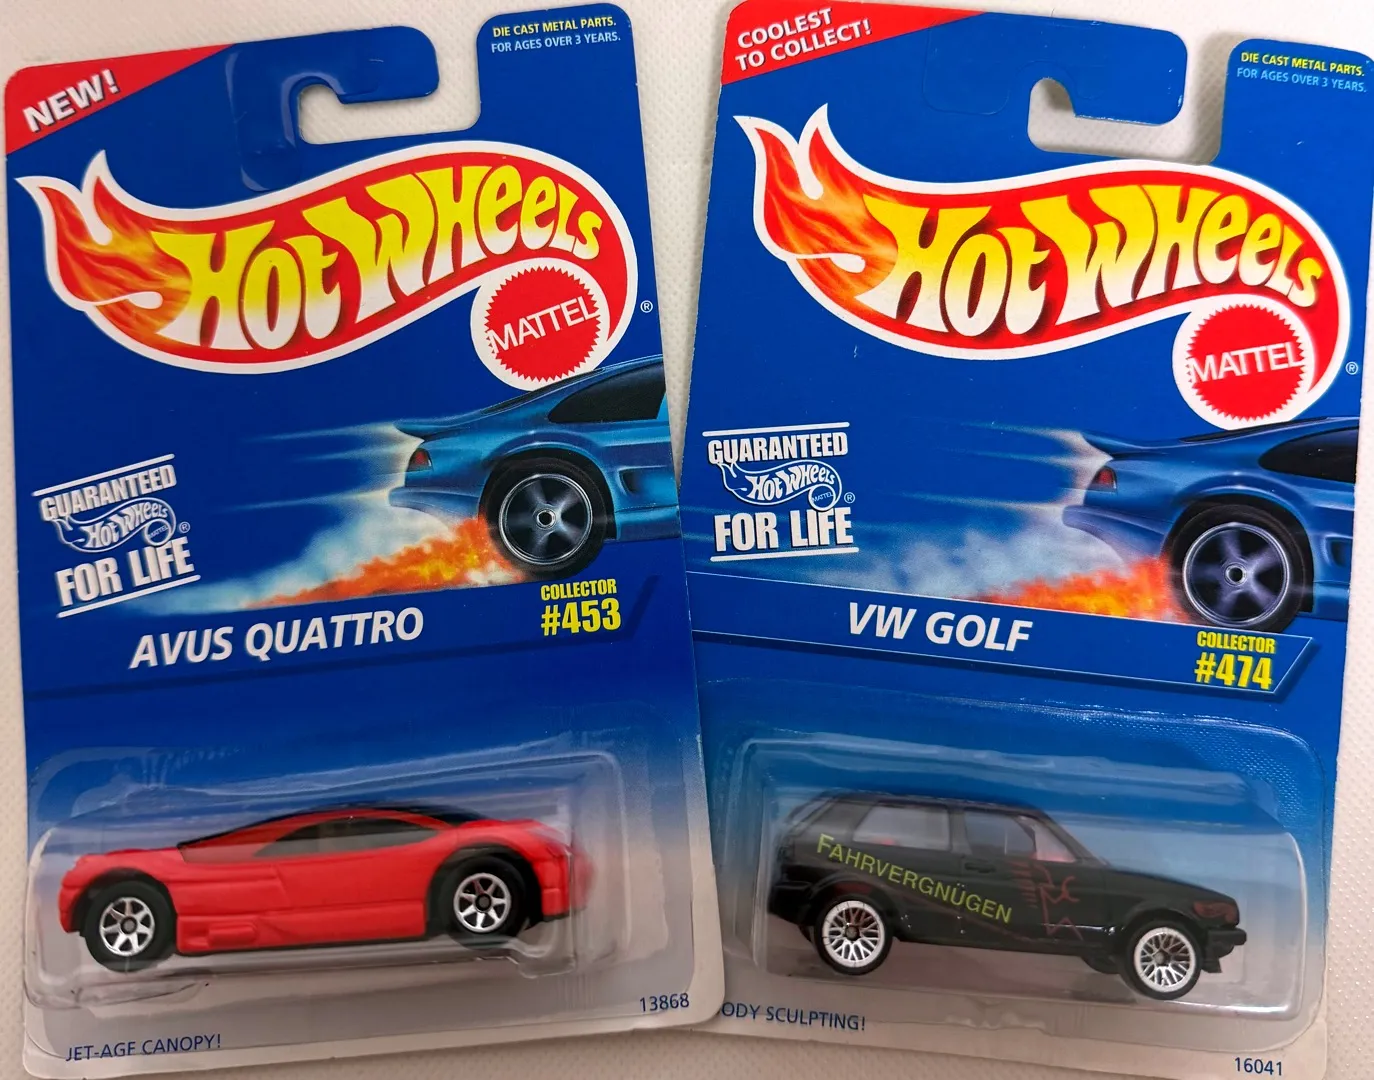 NEW!
DIE CAST METAL PARTS.
FOR AGES OVER 3 YEARS.
HOT WHEELS
MATTEL
®
GUARANTEED
HOT WHEELS
MATTEL
®
FOR LIFE
AVUS QUATTRO
COLLECTOR
#453
13868
JET-AGE CANOPY!
COOLEST
TO COLLECT!
DIE CAST METAL PARTS.
FOR AGES OVER 3 YEARS.
HOT WHEELS
MATTEL
®
GUARANTEED
HOT WHEELS
MATTEL
®
FOR LIFE
VW GOLF
COLLECTOR
#474
FAHRVERGNÜGEN
ODY SCULPTING!
16041